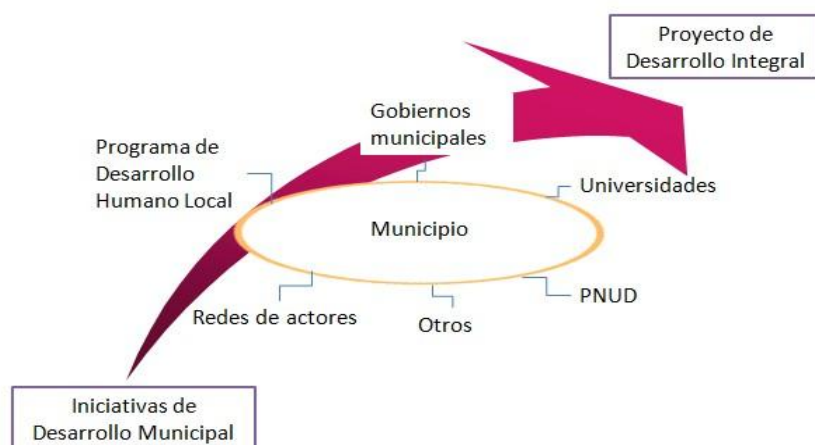 Proyecto de
Desarrollo Integral
Gobiernos
municipales
Programa de
Desarrollo
Humano Local
Universidades
Municipio
PNUD
Redes de actores
Otros
Iniciativas de
Desarrollo Municipal